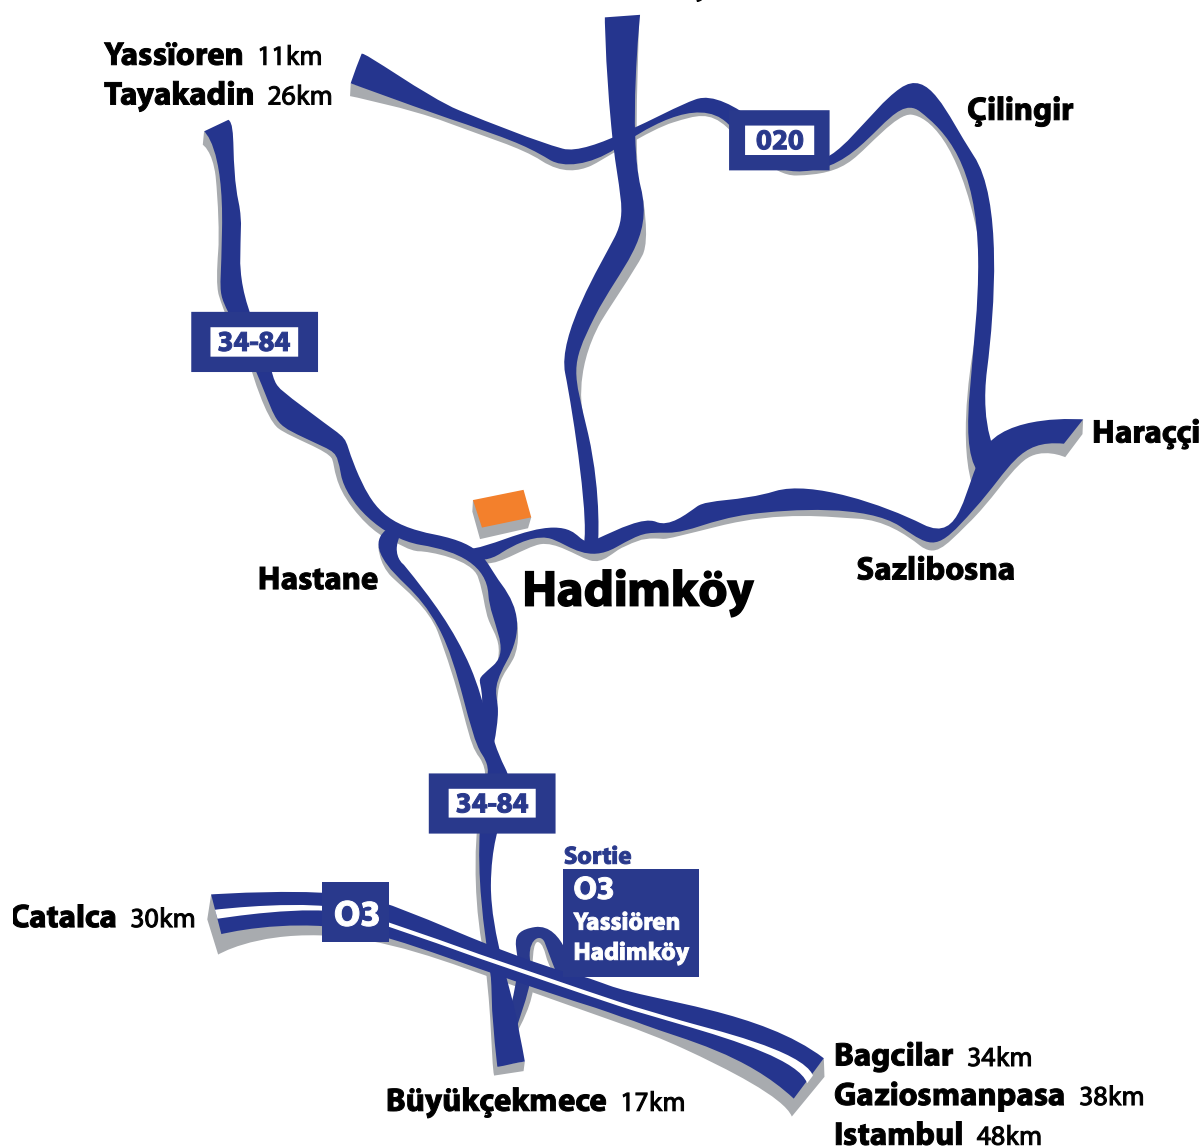 Yassïoren 11km
Tayakadin 26km
Çilingir
020
34-84
Haraççi
Hastane
Hadimköy
Sazlibosna
34-84
Sortie
O3
Yassiören
Hadimköy
O3
Catalca 30km
Bagcilar 34km
Gaziosmanpasa 38km
Büyükçekmece 17km
Istambul 48km